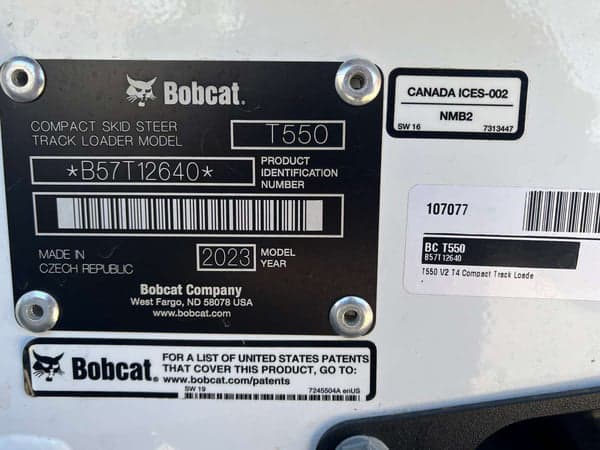 Bobcat.
COMPACT SKID STEER
TRACK LOADER MODEL
T550
*B57T12640*
PRODUCT
IDENTIFICATION
NUMBER
MADE IN
CZECH REPUBLIC
2023
MODEL
YEAR
Bobcat Company
West Fargo, ND 58078 USA
www.bobcat.com
Bobcat.
FOR A LIST OF UNITED STATES PATENTS
THAT COVER THIS PRODUCT, GO TO:
www.bobcat.com/patents
SW 19 7245504A enUS
CANADA ICES-002
NMB2
SW 16 7313447
107077
BC T550
B57T12640
T550 V2 T4 Compact Track Loade